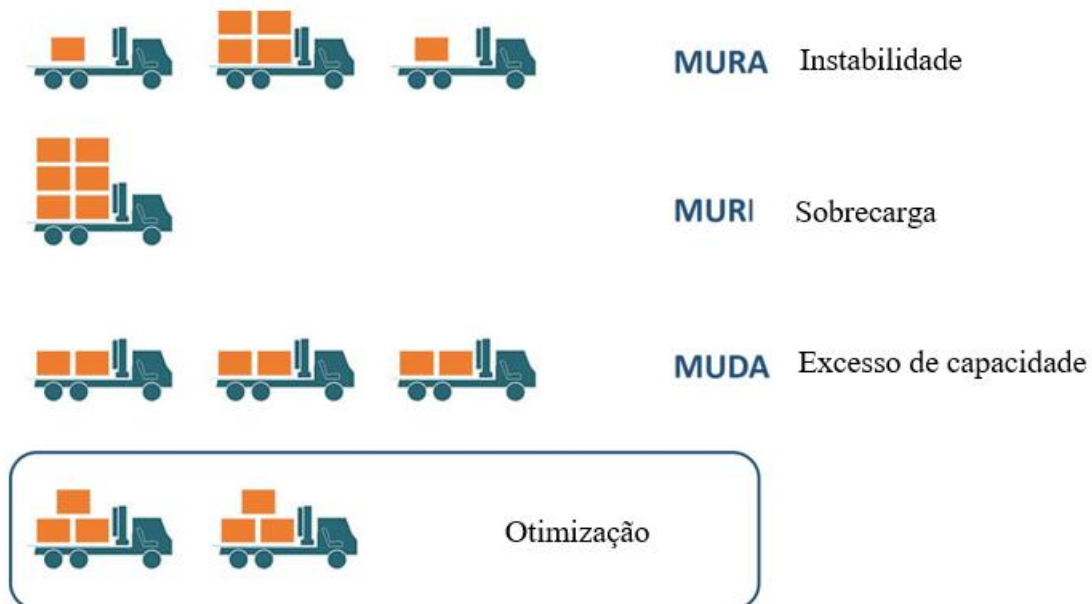 MURA Instabilidade
MURI Sobrecarga
MUDA Excesso de capacidade
Otimização